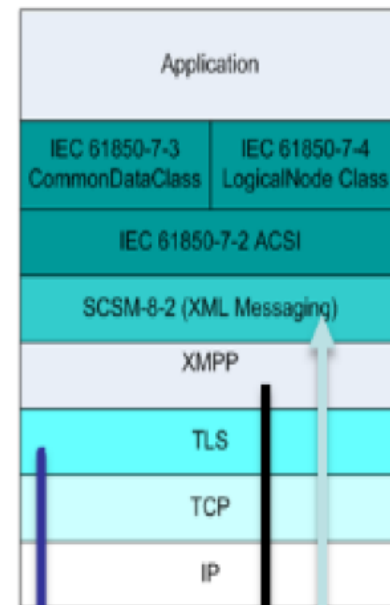 Application
IEC 61850-7-3 IEC 61850-7-4
CommonDataClass LogicalNode Class
IEC 61850-7-2 ACSI
SCSM-8-2 (XML Messaging)
XMPP
TLS
TCP
IP